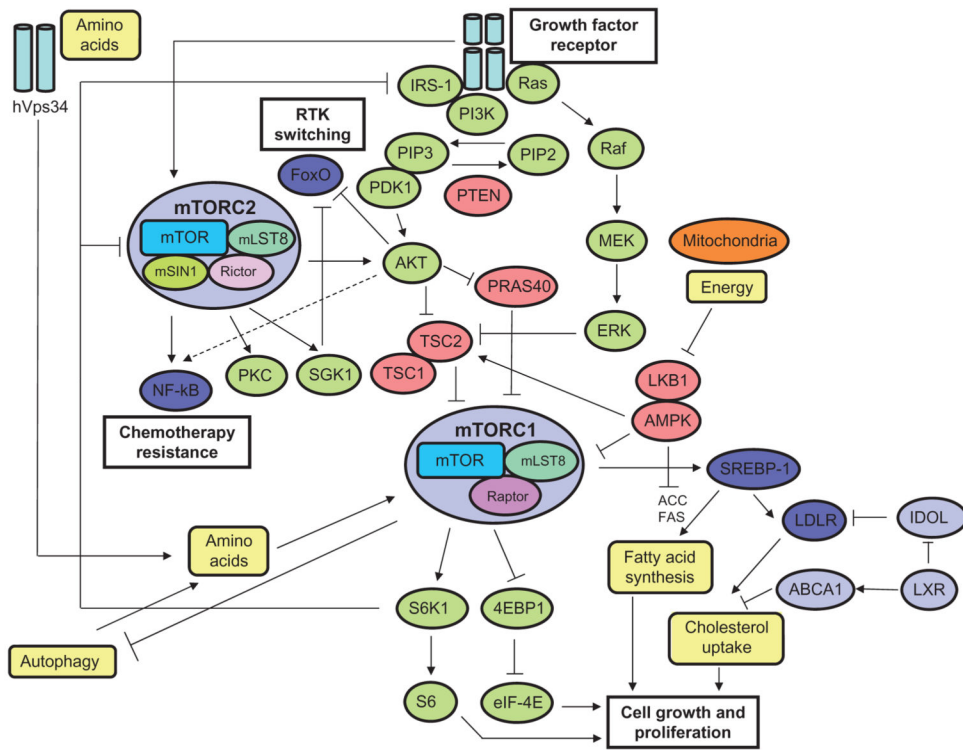 Amino
acids
Growth factor
receptor
hVps34
IRS-1
Ras
PI3K
RTK
switching
PIP3
PIP2
Raf
FoxO
PDK1
PTEN
mTORC2
mTOR
mLST8
mSIN1
Rictor
AKT
MEK
Mitochondria
PRAS40
Energy
ERK
TSC2
TSC1
NF-kB
PKC
SGK1
LKB1
AMPK
Chemotherapy
resistance
mTORC1
mTOR
mLST8
Raptor
SREBP-1
ACC
FAS
LDLR
IDOL
Amino
acids
Fatty acid
synthesis
ABCA1
LXR
S6K1
4EBP1
Cholesterol
uptake
Autophagy
S6
eIF-4E
Cell growth and
proliferation